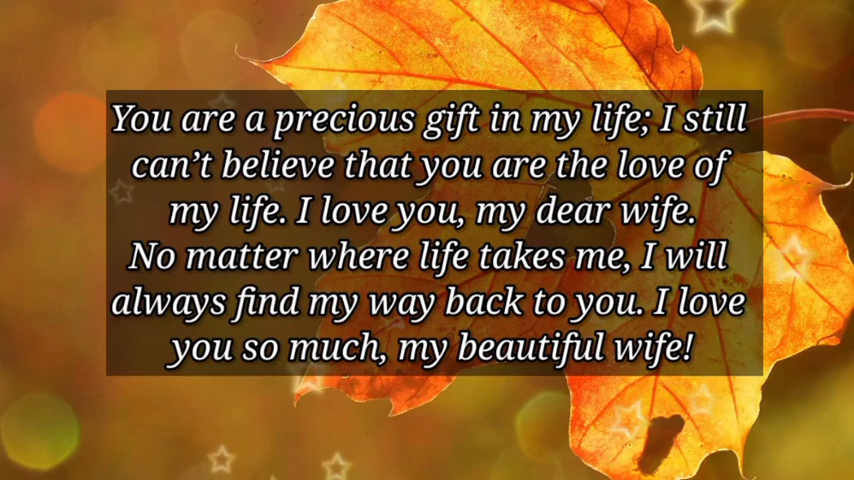 You are a precious gift in my life; I still
can’t believe that you are the love of
my life. I love you, my dear wife.
No matter where life takes me, I will
always find my way back to you. I love
you so much, my beautiful wife!